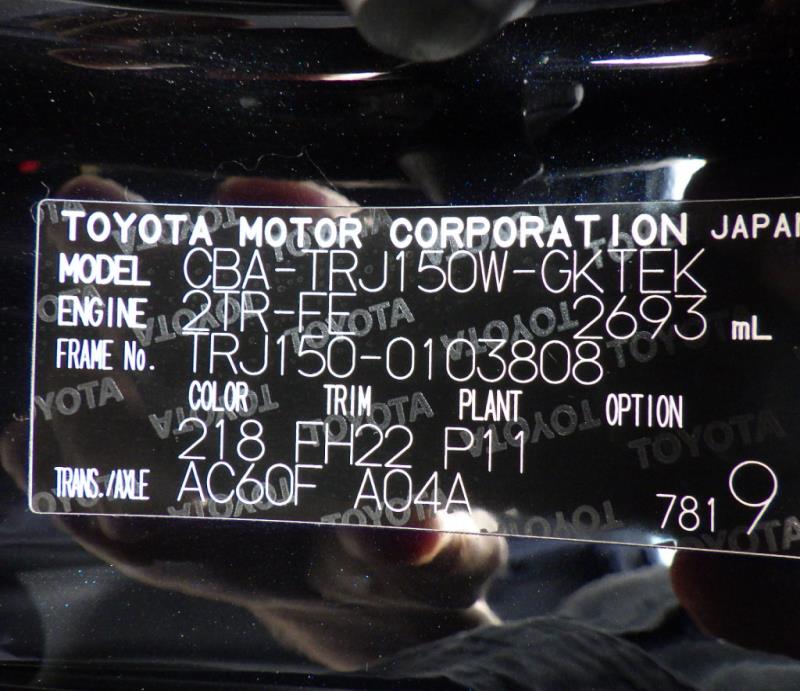 TOYOTA MOTOR CORPORATION JAPAN
MODEL CBA-TRJ150W-GKTEK
ENGINE 2TR-FE 2693 mL
FRAME No. TRJ150-0103808
COLOR TRIM PLANT OPTION
218 FH22 P11
TRANS./AXLE AC60F A04A
781 9